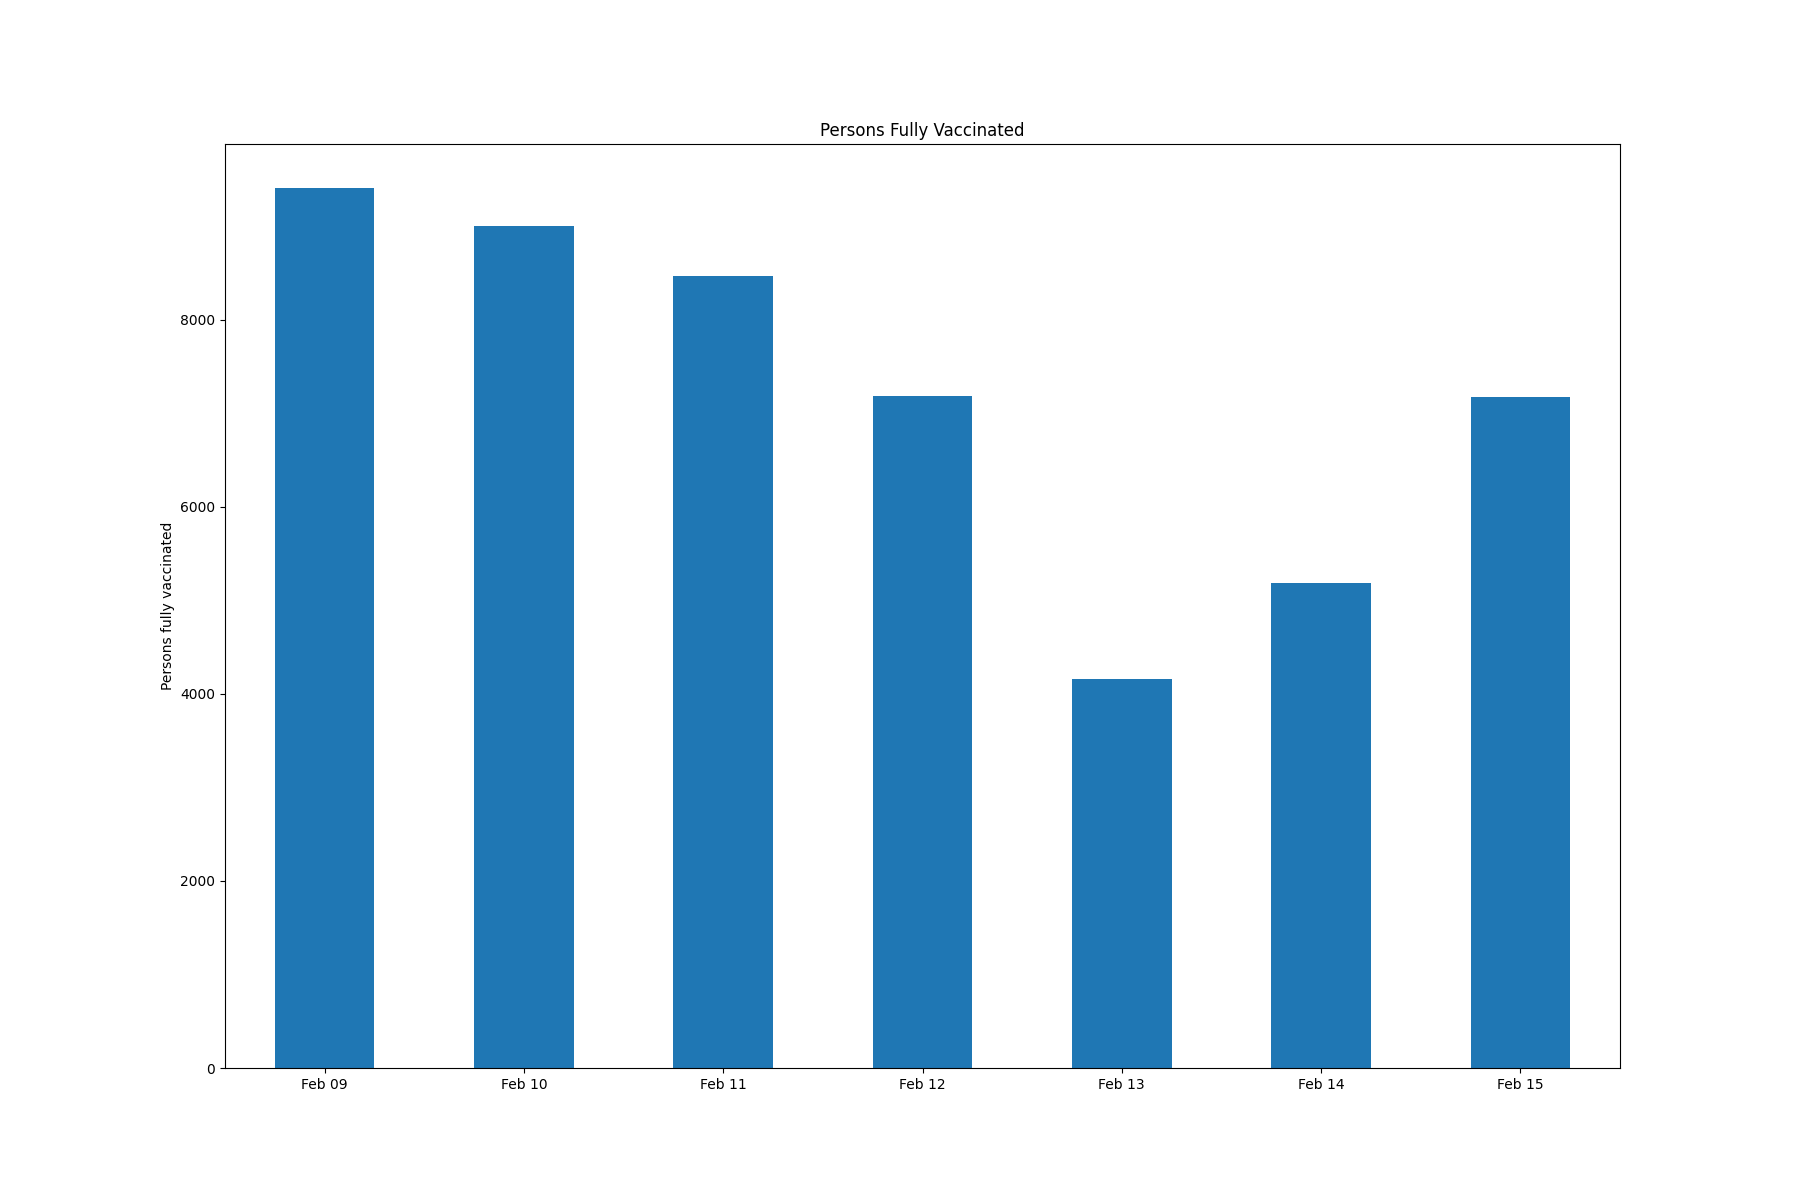 Persons Fully Vaccinated
Persons fully vaccinated
8000
6000
4000
2000
0
Feb 09
Feb 10
Feb 11
Feb 12
Feb 13
Feb 14
Feb 15